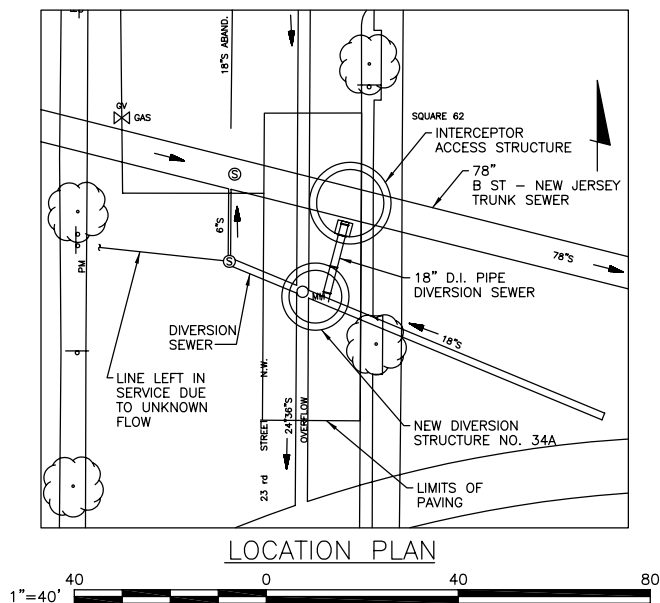 18"S ABAND.
GV
GAS
SQUARE 62
INTERCEPTOR
ACCESS STRUCTURE
78"
B ST – NEW JERSEY
TRUNK SEWER
S
6"S
78"S
PM
S
18" D.I. PIPE
DIVERSION SEWER
MM
DIVERSION
SEWER
18"S
LINE LEFT IN
SERVICE DUE
TO UNKNOWN
FLOW
23 rd STREET N.W.
24"36"S
OVERFLOW
NEW DIVERSION
STRUCTURE NO. 34A
LIMITS OF
PAVING
LOCATION PLAN
1"=40'
40 0 40 80